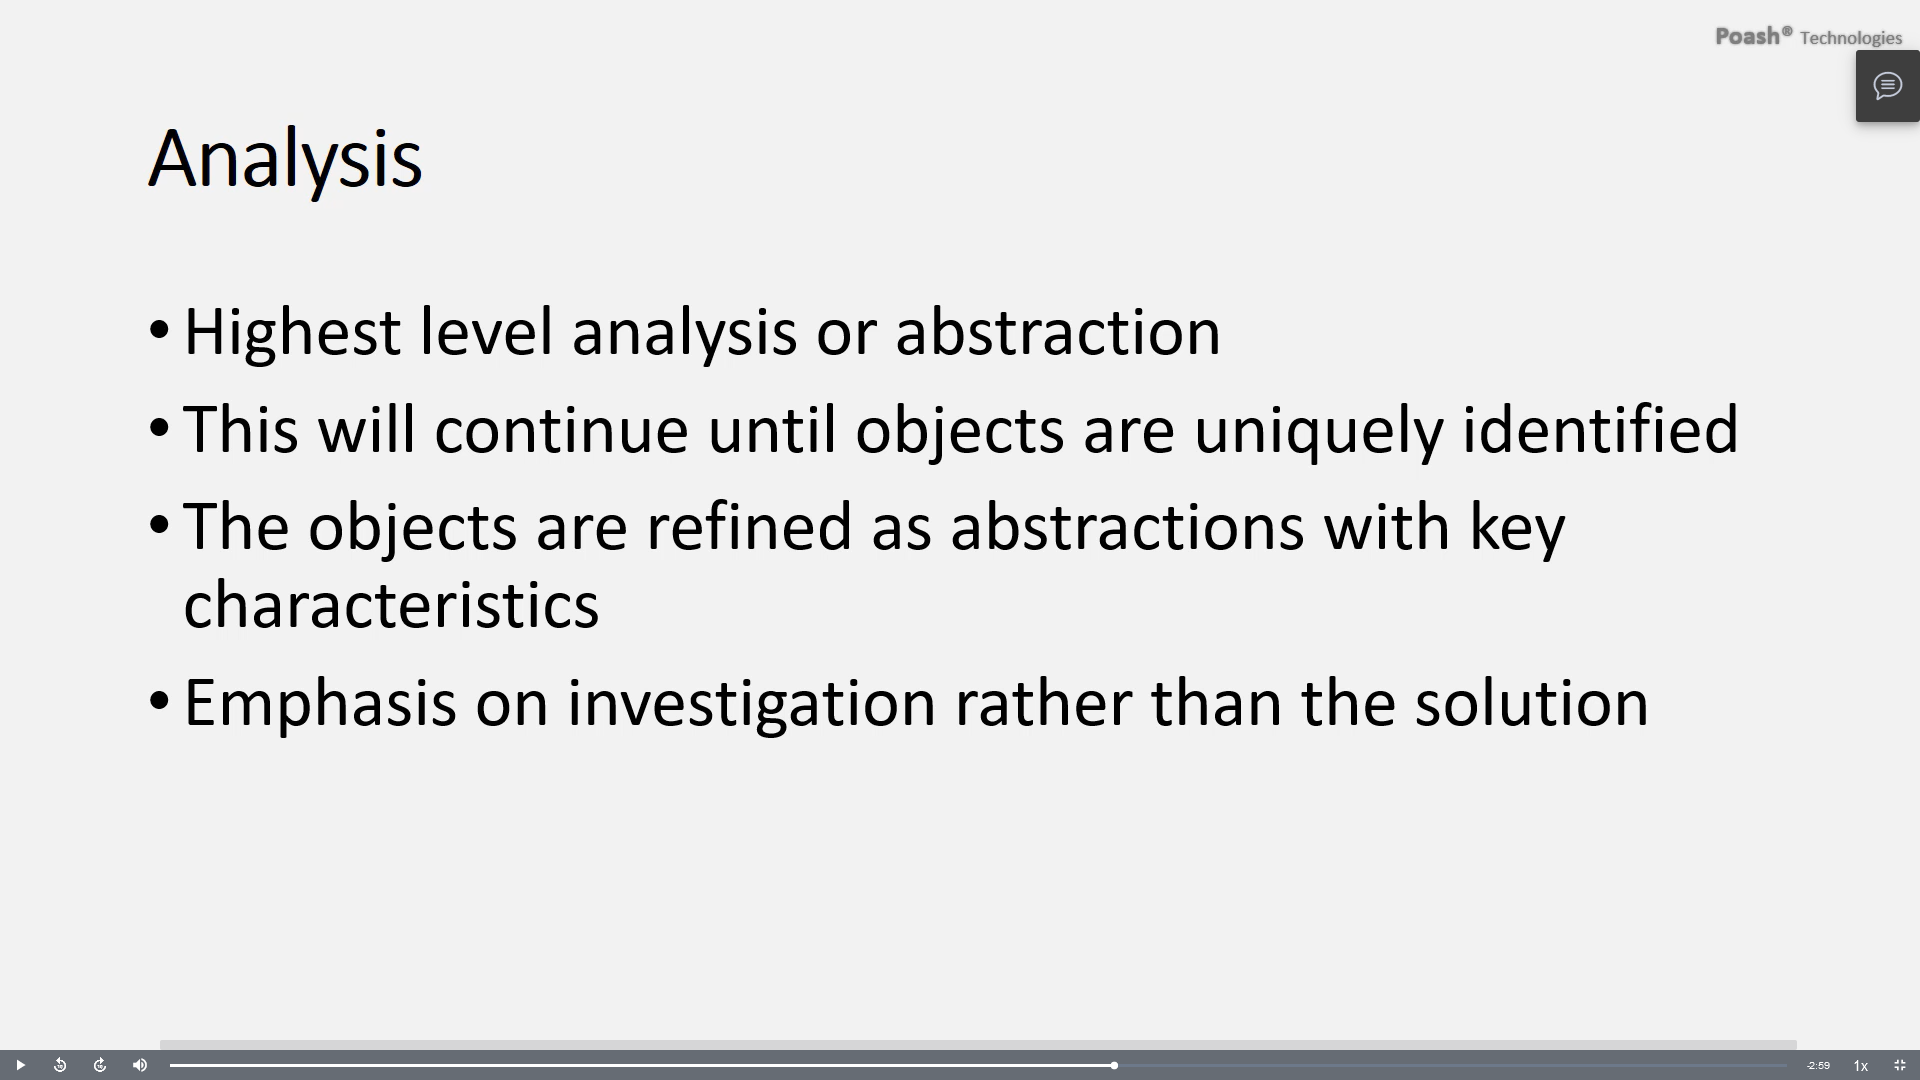 Poash® Technologies
Analysis
• Highest level analysis or abstraction
• This will continue until objects are uniquely identified
• The objects are refined as abstractions with key
characteristics
• Emphasis on investigation rather than the solution
-2:59 1x